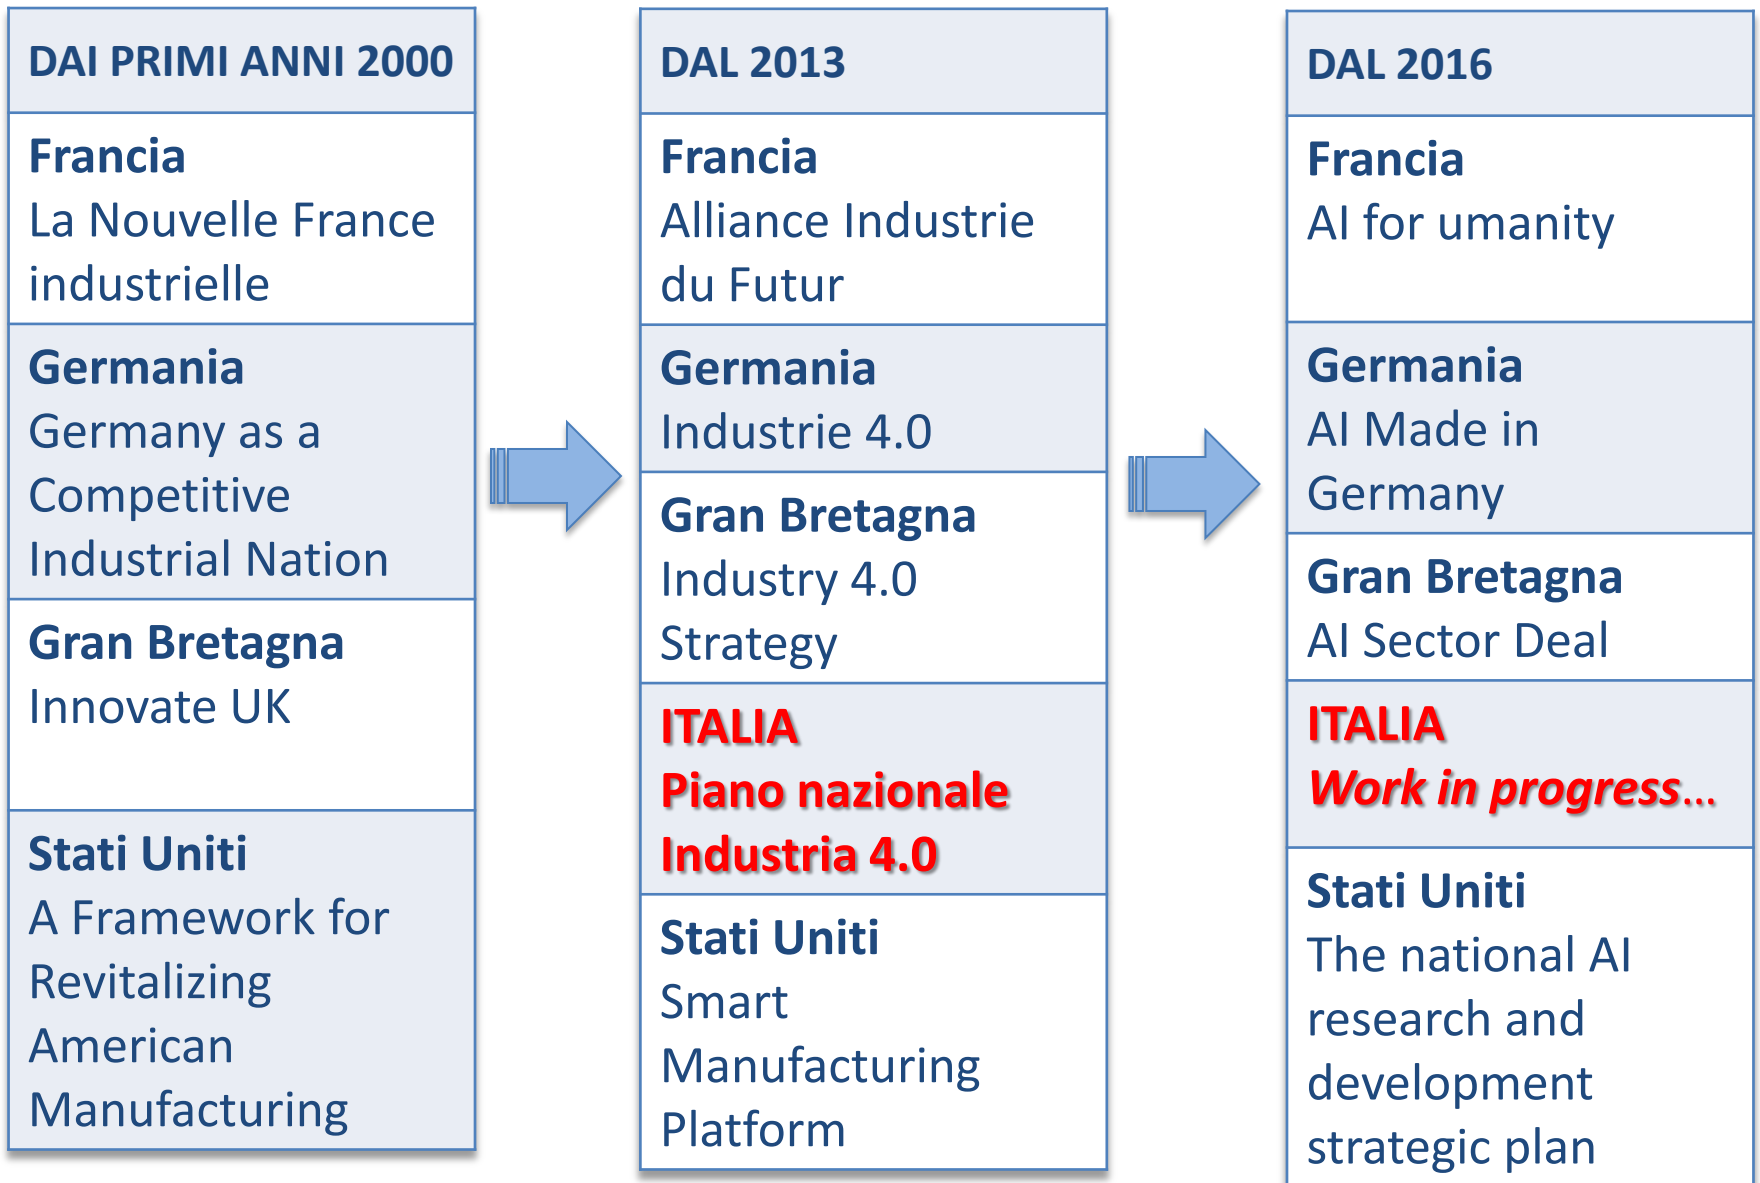 DAI PRIMI ANNI 2000
Francia
La Nouvelle France
industrielle
Germania
Germany as a
Competitive
Industrial Nation
Gran Bretagna
Innovate UK
Stati Uniti
A Framework for
Revitalizing
American
Manufacturing
DAL 2013
Francia
Alliance Industrie
du Futur
Germania
Industrie 4.0
Gran Bretagna
Industry 4.0
Strategy
ITALIA
Piano nazionale
Industria 4.0
Stati Uniti
Smart
Manufacturing
Platform
DAL 2016
Francia
AI for umanity
Germania
AI Made in
Germany
Gran Bretagna
AI Sector Deal
ITALIA
Work in progress...
Stati Uniti
The national AI
research and
development
strategic plan